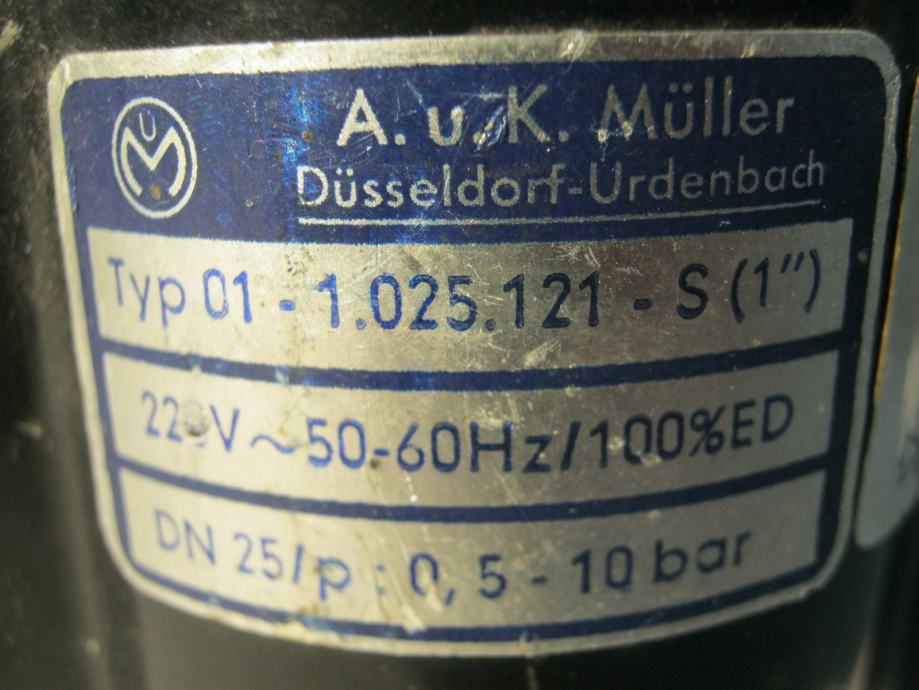 A. u. K. Müller
Düsseldorf-Urdenbach
Typ 01 - 1.025.121 - S (1")
~ 50-60Hz/100%ED
DN 25/p : 0,5 - 10 bar